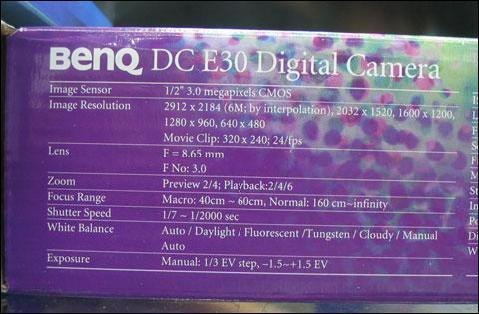 BenQ DC E30 Digital Camera
Image Sensor 1/2" 3.0 megapixels CMOS
Image Resolution 2912 x 2184 (6M; by interpolation), 2032 x 1520, 1600 x 1200,
1280 x 960, 640 x 480
Movie Clip: 320 x 240; 24/fps
Lens F = 8.65 mm
F No: 3.0
Zoom Preview 2/4; Playback:2/4/6
Focus Range Macro: 40cm ~ 60cm, Normal: 160 cm~infinity
Shutter Speed 1/7 ~ 1/2000 sec
White Balance Auto / Daylight / Fluorescent /Tungsten / Cloudy / Manual
Auto
Exposure Manual: 1/3 EV step, –1.5~+1.5 EV